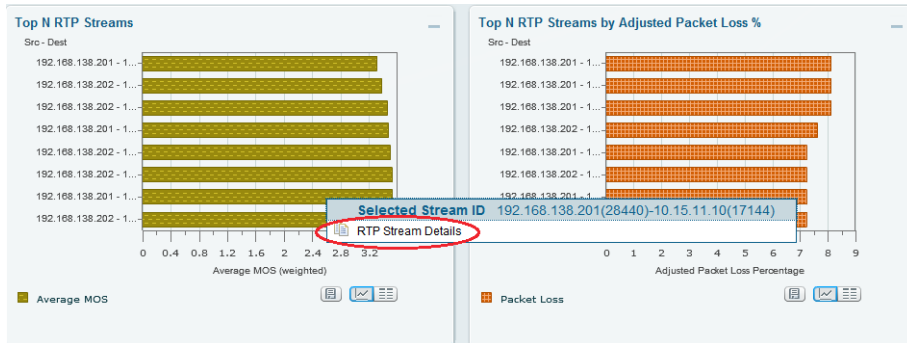 Top N RTP Streams
Src - Dest
192.168.138.201 - 1...
192.168.138.202 - 1...
192.168.138.202 - 1...
192.168.138.201 - 1...
192.168.138.202 - 1...
192.168.138.202 - 1...
192.168.138.201 - 1...
192.168.138.202 - 1...
0 0.4 0.8 1.2 1.6 2 2.4 2.8 3.2
Average MOS (weighted)
Average MOS
Top N RTP Streams by Adjusted Packet Loss %
Src - Dest
192.168.138.201 - 1...
192.168.138.201 - 1...
192.168.138.201 - 1...
192.168.138.202 - 1...
192.168.138.201 - 1...
192.168.138.202 - 1...
192.168.138.201 - 1...
Selected Stream ID 192.168.138.201(28440)-10.15.11.10(17144)
RTP Stream Details
0 1 2 3 4 5 6 7 8 9
Adjusted Packet Loss Percentage
Packet Loss